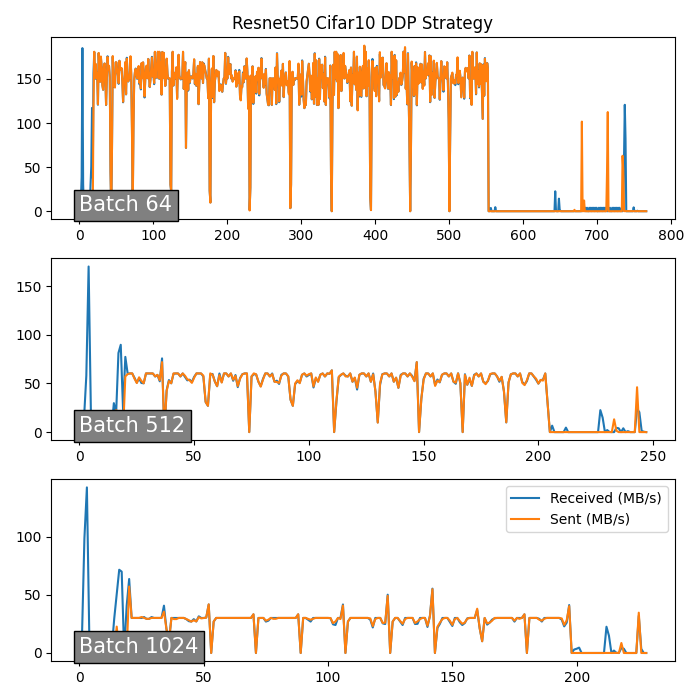 Resnet50 Cifar10 DDP Strategy
150
100
50
0
Batch 64
0 100 200 300 400 500 600 700 800
150
100
50
0
Batch 512
0 50 100 150 200 250
Received (MB/s)
Sent (MB/s)
100
50
0
Batch 1024
0 50 100 150 200